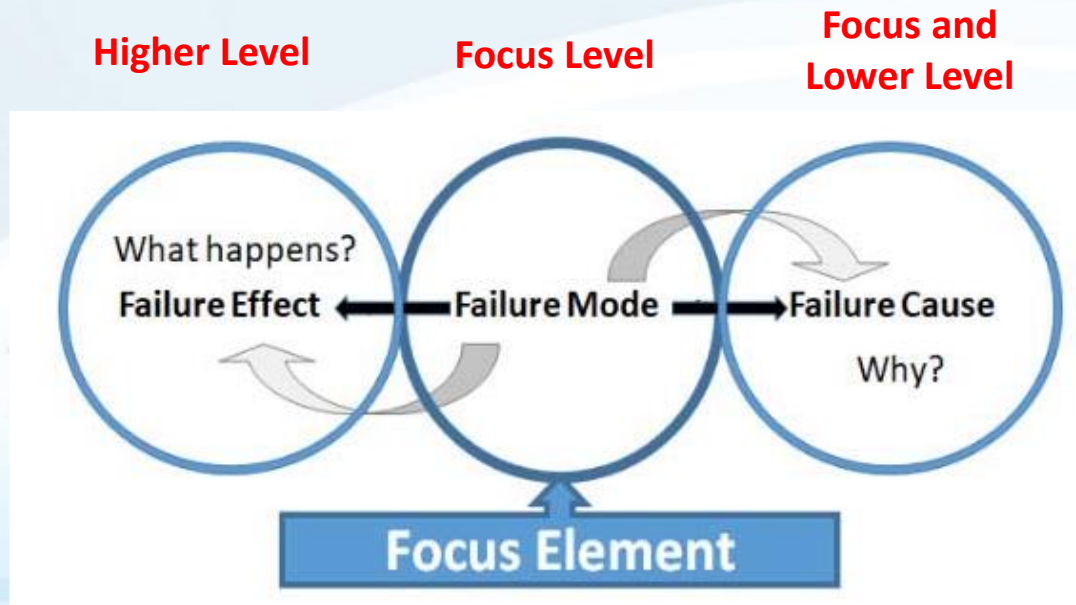 Higher Level
Focus Level
Focus and
Lower Level
What happens?
Failure Effect
Failure Mode
Failure Cause
Why?
Focus Element